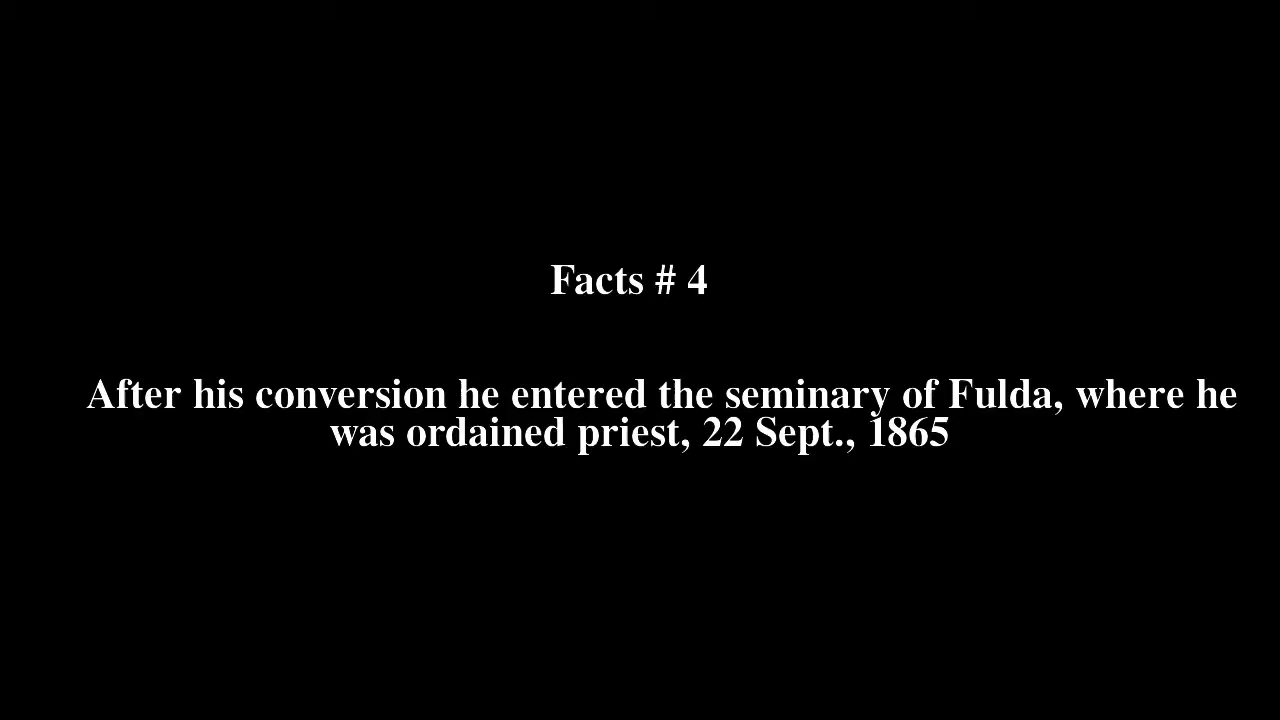 Facts # 4
After his conversion he entered the seminary of Fulda, where he
was ordained priest, 22 Sept., 1865